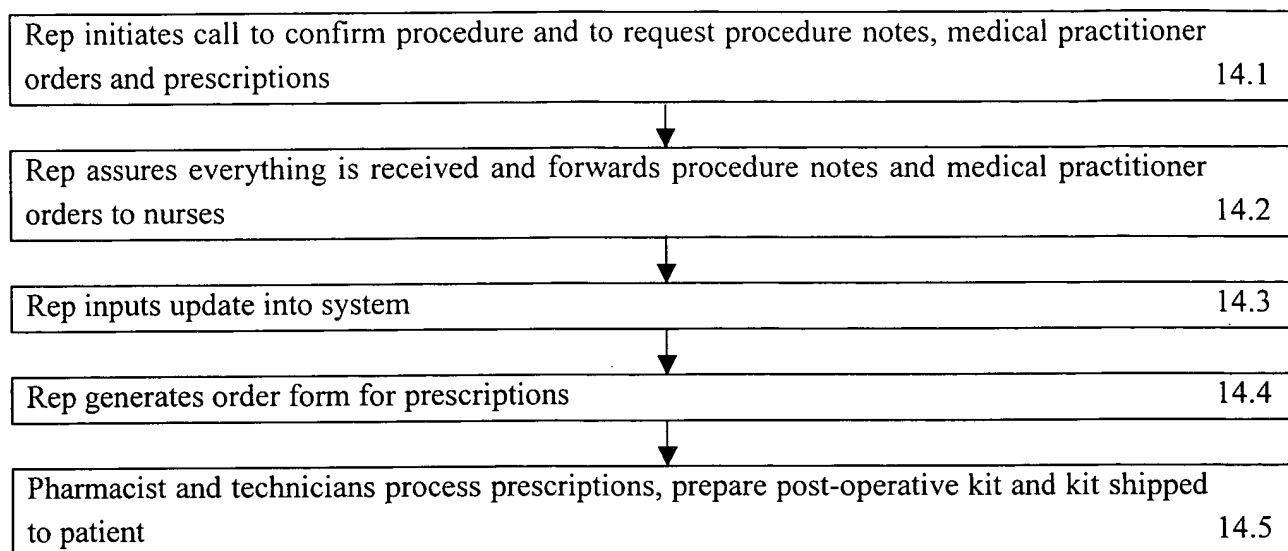 Rep initiates call to confirm procedure and to request procedure notes, medical practitioner
orders and prescriptions 14.1
Rep assures everything is received and forwards procedure notes and medical practitioner
orders to nurses 14.2
Rep inputs update into system 14.3
Rep generates order form for prescriptions 14.4
Pharmacist and technicians process prescriptions, prepare post-operative kit and kit shipped
to patient 14.5